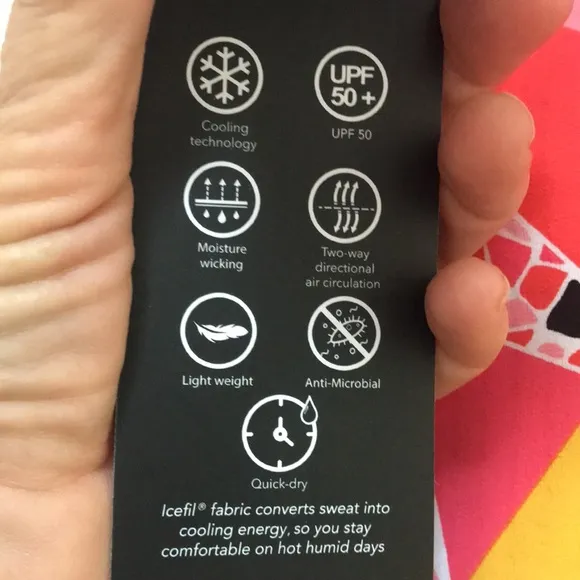 UPF
50 +
Cooling
technology
UPF 50
Moisture
wicking
Two-way
directional
air circulation
Light weight
Anti-Microbial
Quick-dry
Icefil® fabric converts sweat into
cooling energy, so you stay
comfortable on hot humid days